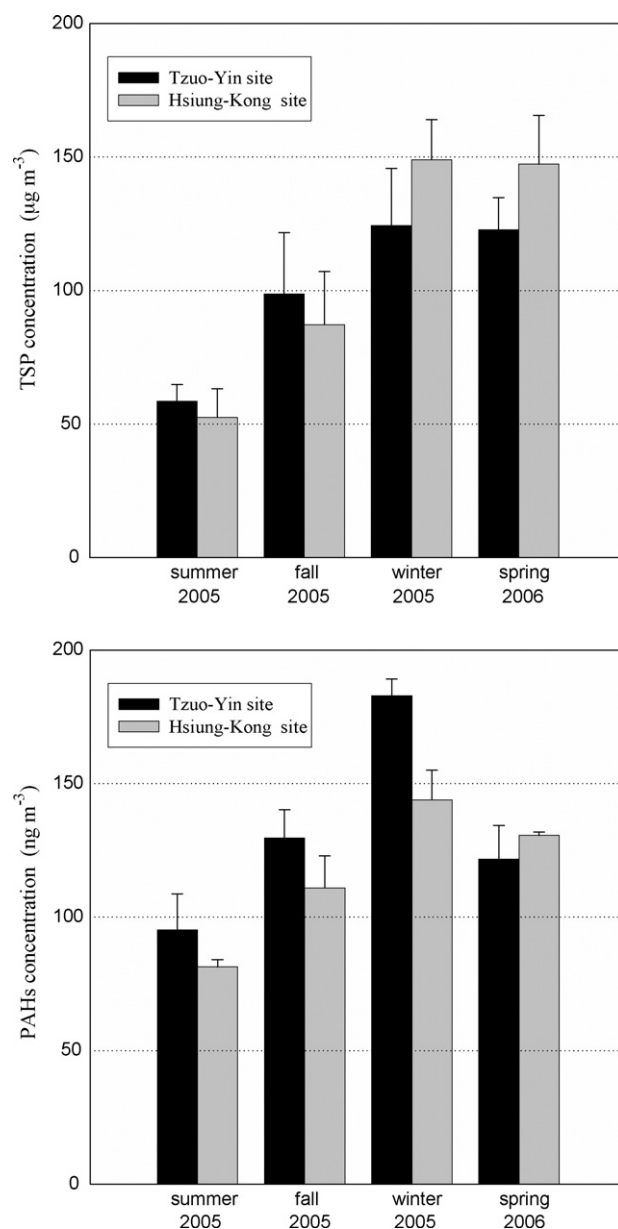 200
Tzuo-Yin site
Hsiung-Kong site
150
100
50
0
TSP concentration (µg m⁻³)
summer fall winter spring
2005 2005 2005 2006
200
Tzuo-Yin site
Hsiung-Kong site
150
100
50
0
PAHs concentration (ng m⁻³)
summer fall winter spring
2005 2005 2005 2006